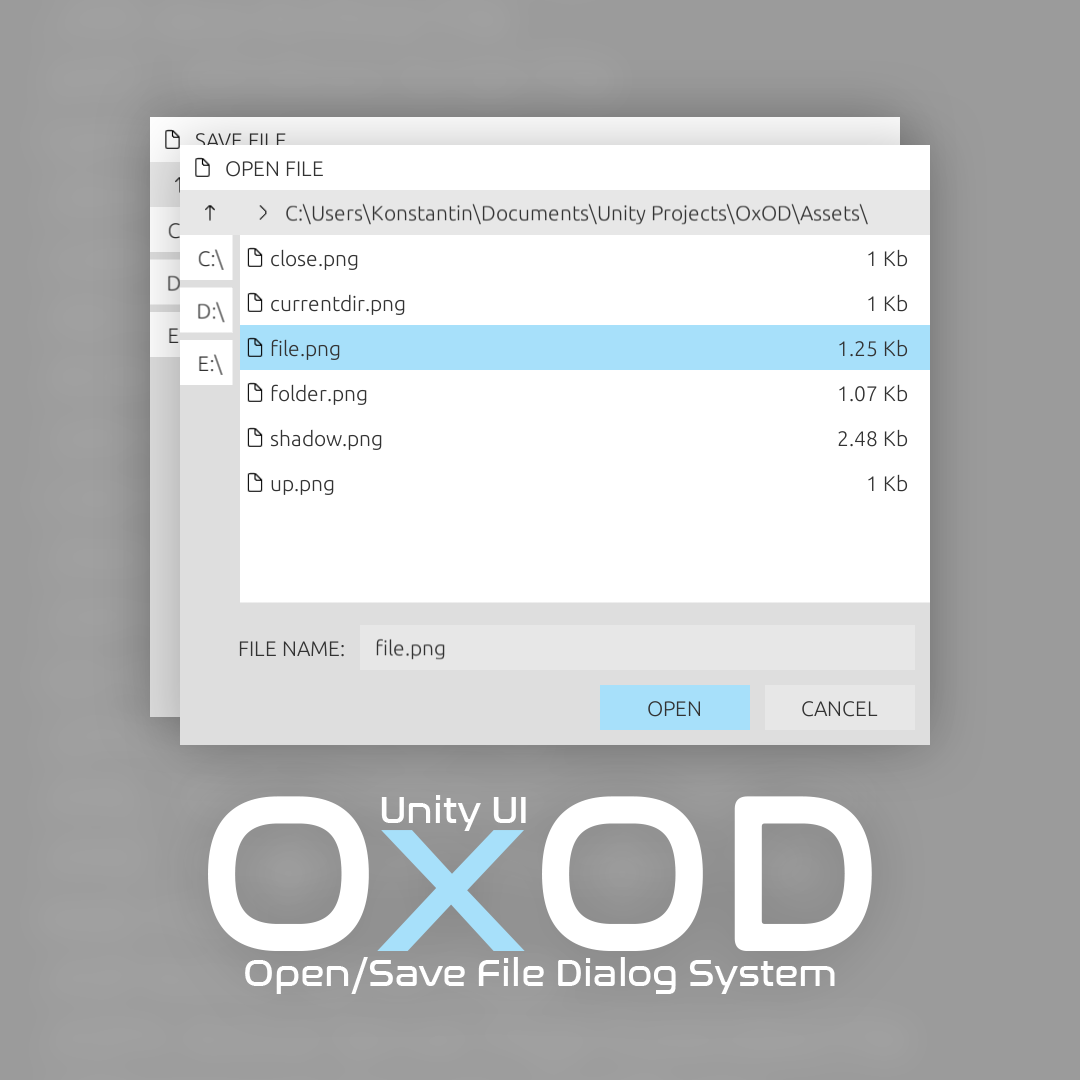 SAVE FILE
OPEN FILE
↑ > C:\Users\Konstantin\Documents\Unity Projects\OxOD\Assets\
C:\
D:\
E:\
close.png 1 Kb
currentdir.png 1 Kb
file.png 1.25 Kb
folder.png 1.07 Kb
shadow.png 2.48 Kb
up.png 1 Kb
C
D
E
FILE NAME: file.png
OPEN CANCEL
Unity UI
OxOD
Open/Save File Dialog System